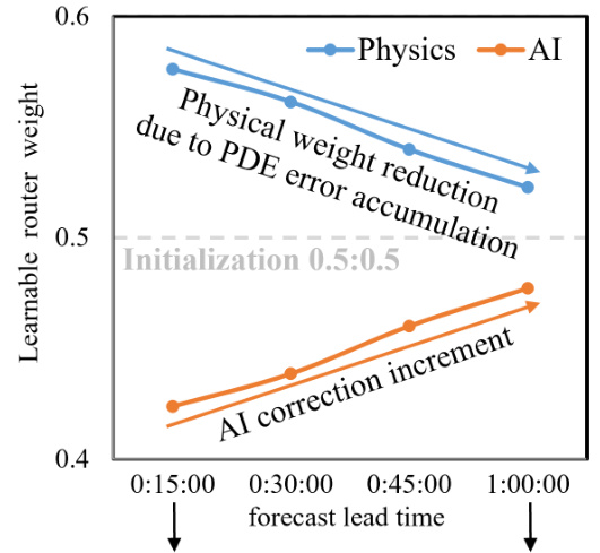 0.6
Physics AI
Physical weight reduction
due to PDE error accumulation
Learnable router weight
0.5
Initialization 0.5:0.5
AI correction increment
0.4
0:15:00 0:30:00 0:45:00 1:00:00
forecast lead time